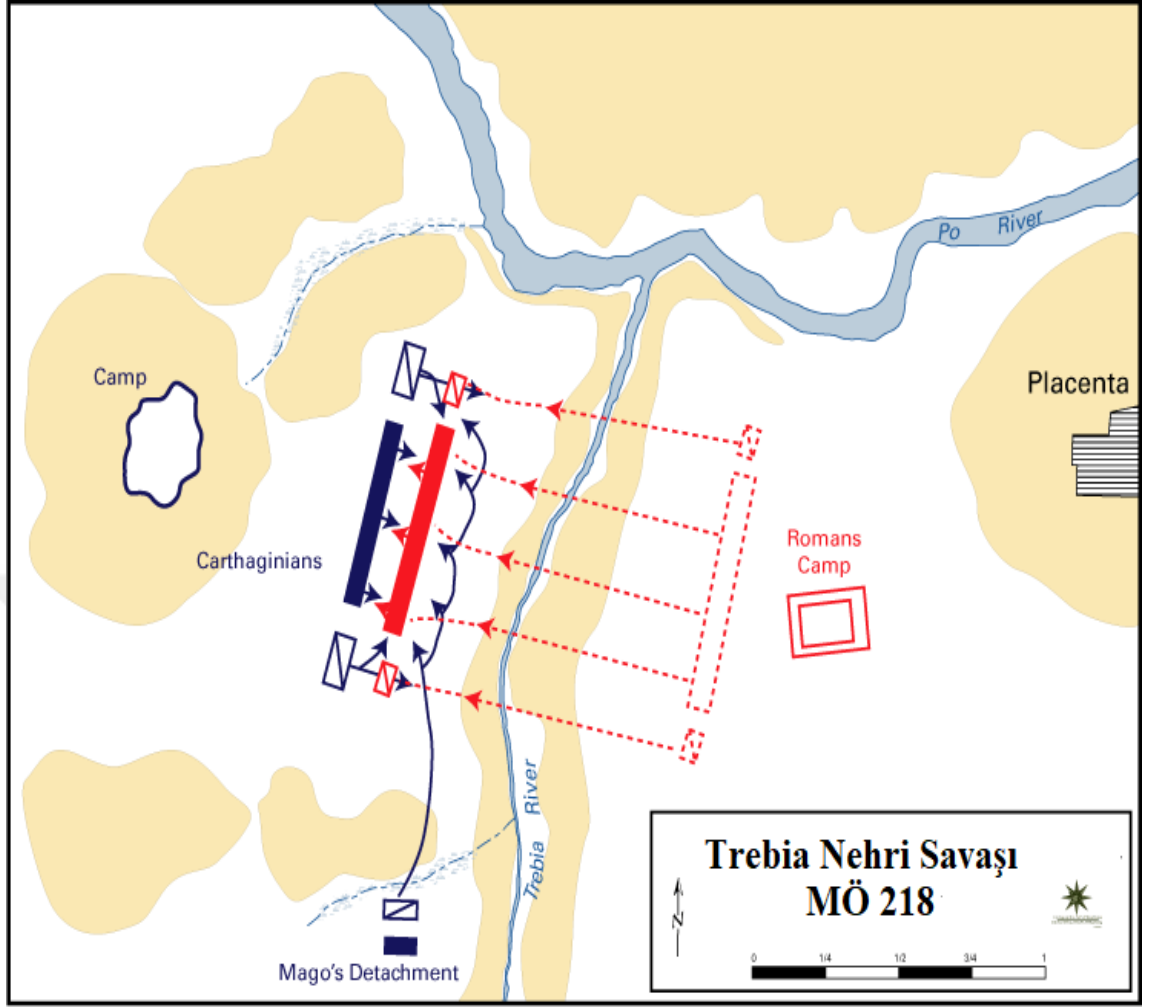 Po River
Camp
Placenta
Carthaginians
Romans
Camp
Trebia River
Mago's Detachment
Trebia Nehri Savaşı
MÖ 218
N
0 1/4 1/2 3/4 1